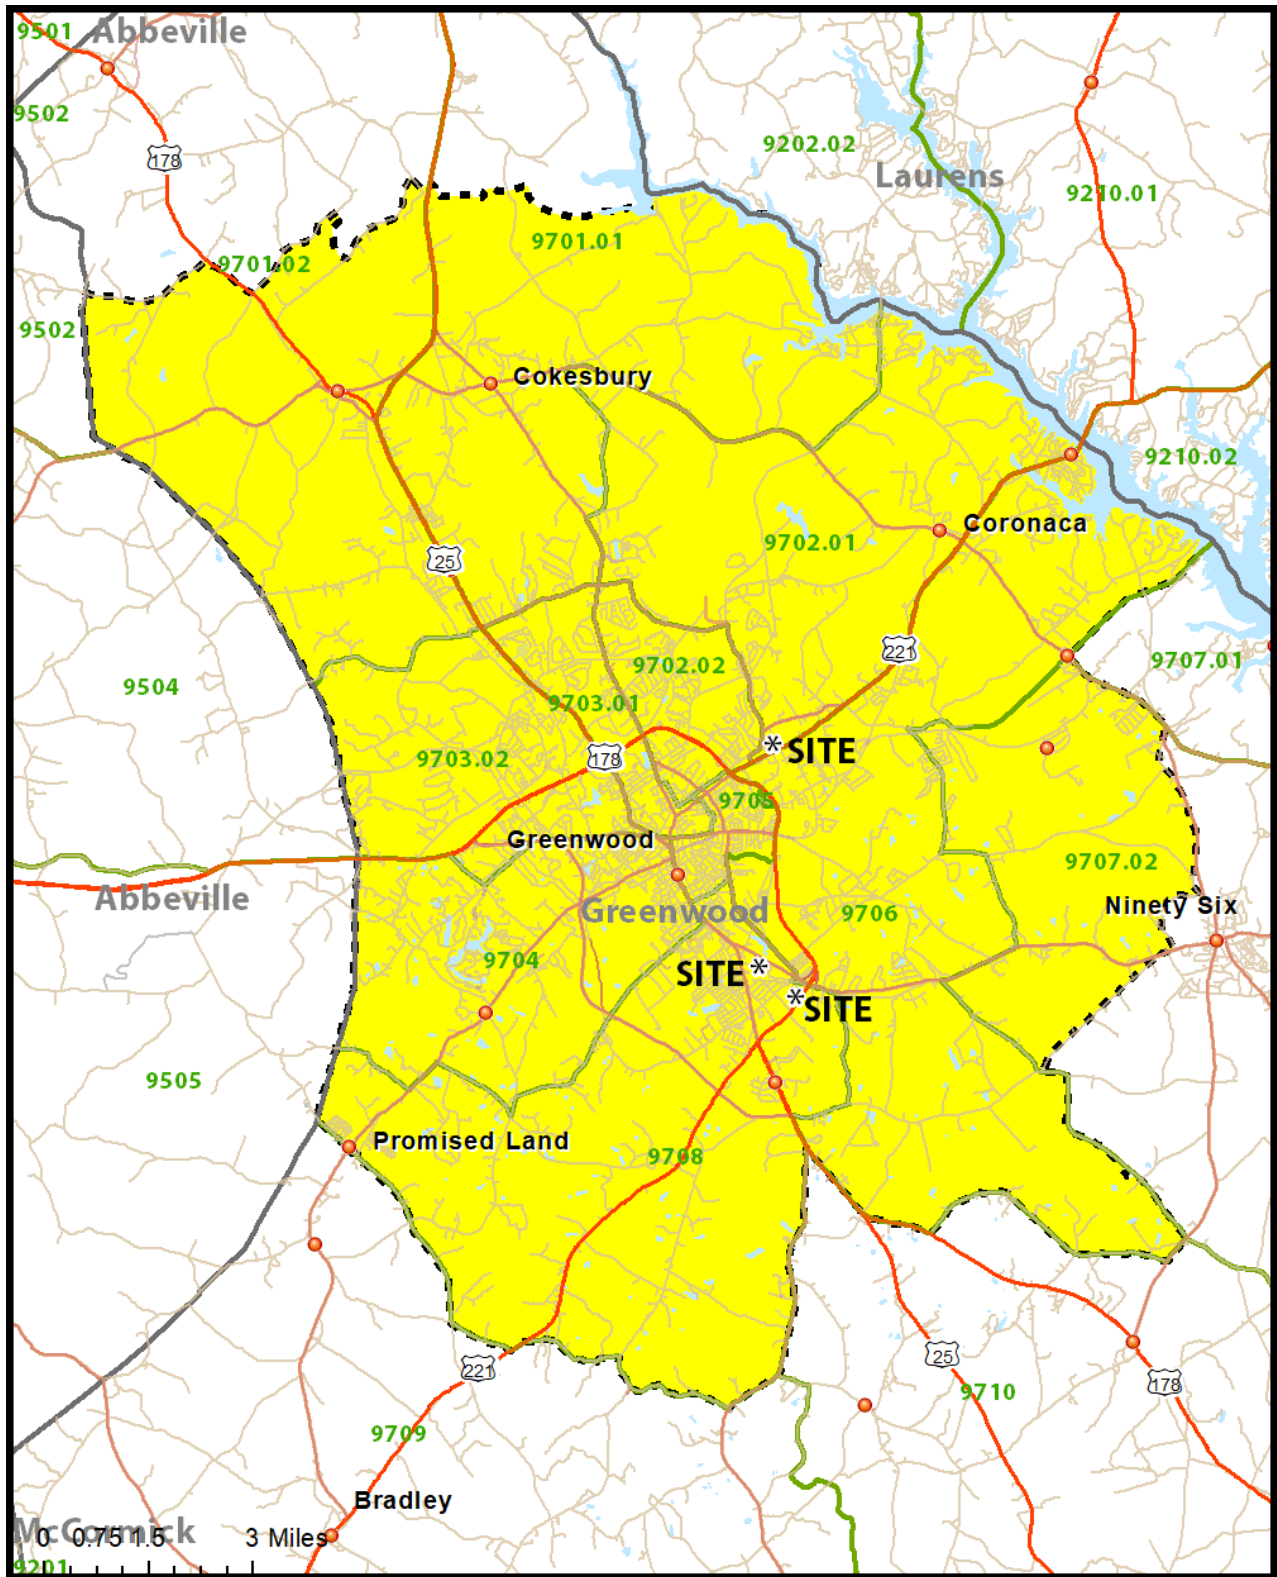 9501
Abbeville
9502
178
9202.02
Laurens
9210.01
9701.01
9701.02
9502
Cokesbury
9210.02
Coronaca
9702.01
25
221
9707.01
9702.02
9504
9703.01
9703.02
178
* SITE
9705
Greenwood
9707.02
Abbeville
Ninety Six
Greenwood
9706
9704
SITE *
* SITE
9505
Promised Land
9708
25
221
178
9710
9709
Bradley
McCormick
0 0.75 1.5 3 Miles
9201